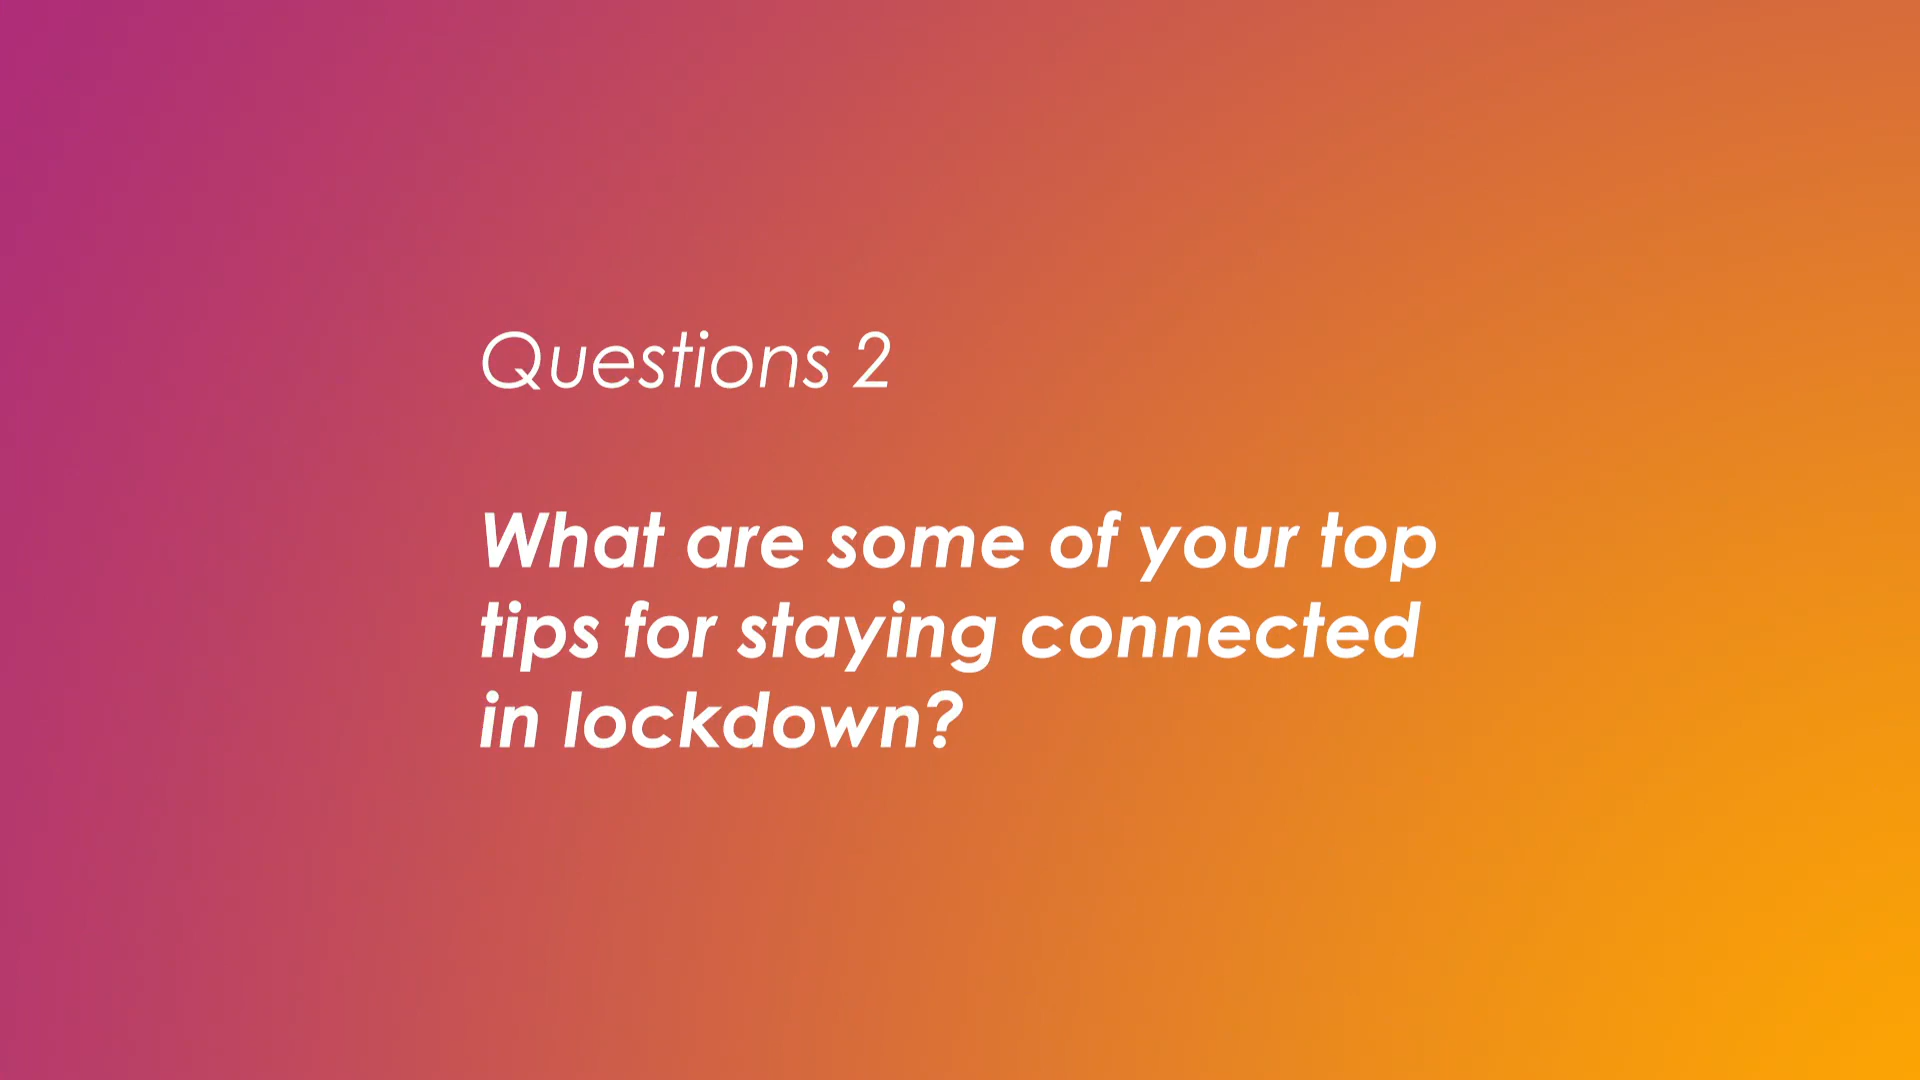 Questions 2
What are some of your top
tips for staying connected
in lockdown?